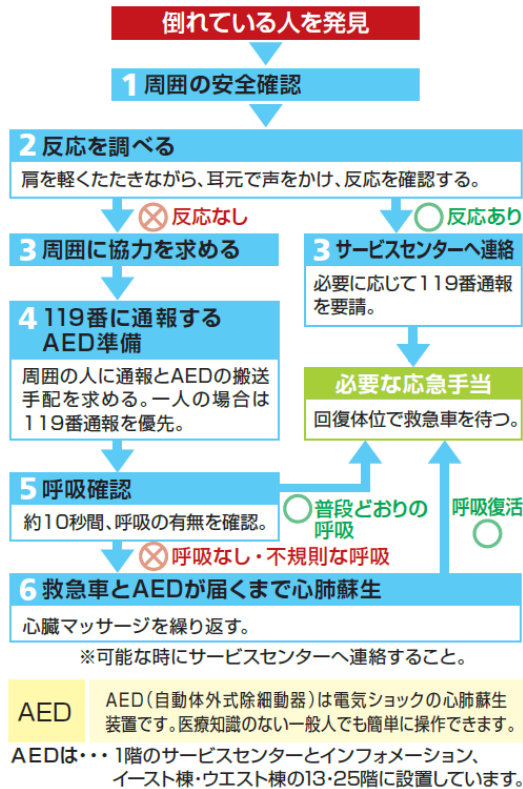 倒れている人を発見
1 周囲の安全確認
2 反応を調べる
肩を軽くたたきながら、耳元で声をかけ、反応を確認する。
反応なし
反応あり
3 周囲に協力を求める
3 サービスセンターへ連絡
必要に応じて119番通報
を要請。
4 119番に通報する
AED準備
周囲の人に通報とAEDの搬送
手配を求める。一人の場合は
119番通報を優先。
必要な応急手当
回復体位で救急車を待つ。
5 呼吸確認
約10秒間、呼吸の有無を確認。
普段どおりの
呼吸
呼吸復活
呼吸なし・不規則な呼吸
6 救急車とAEDが届くまで心肺蘇生
心臓マッサージを繰り返す。
※可能な時にサービスセンターへ連絡すること。
AED
AED(自動体外式除細動器)は電気ショックの心肺蘇生
装置です。医療知識のない一般人でも簡単に操作できます。
AEDは・・・1階のサービスセンターとインフォメーション、
イースト棟・ウエスト棟の13・25階に設置しています。